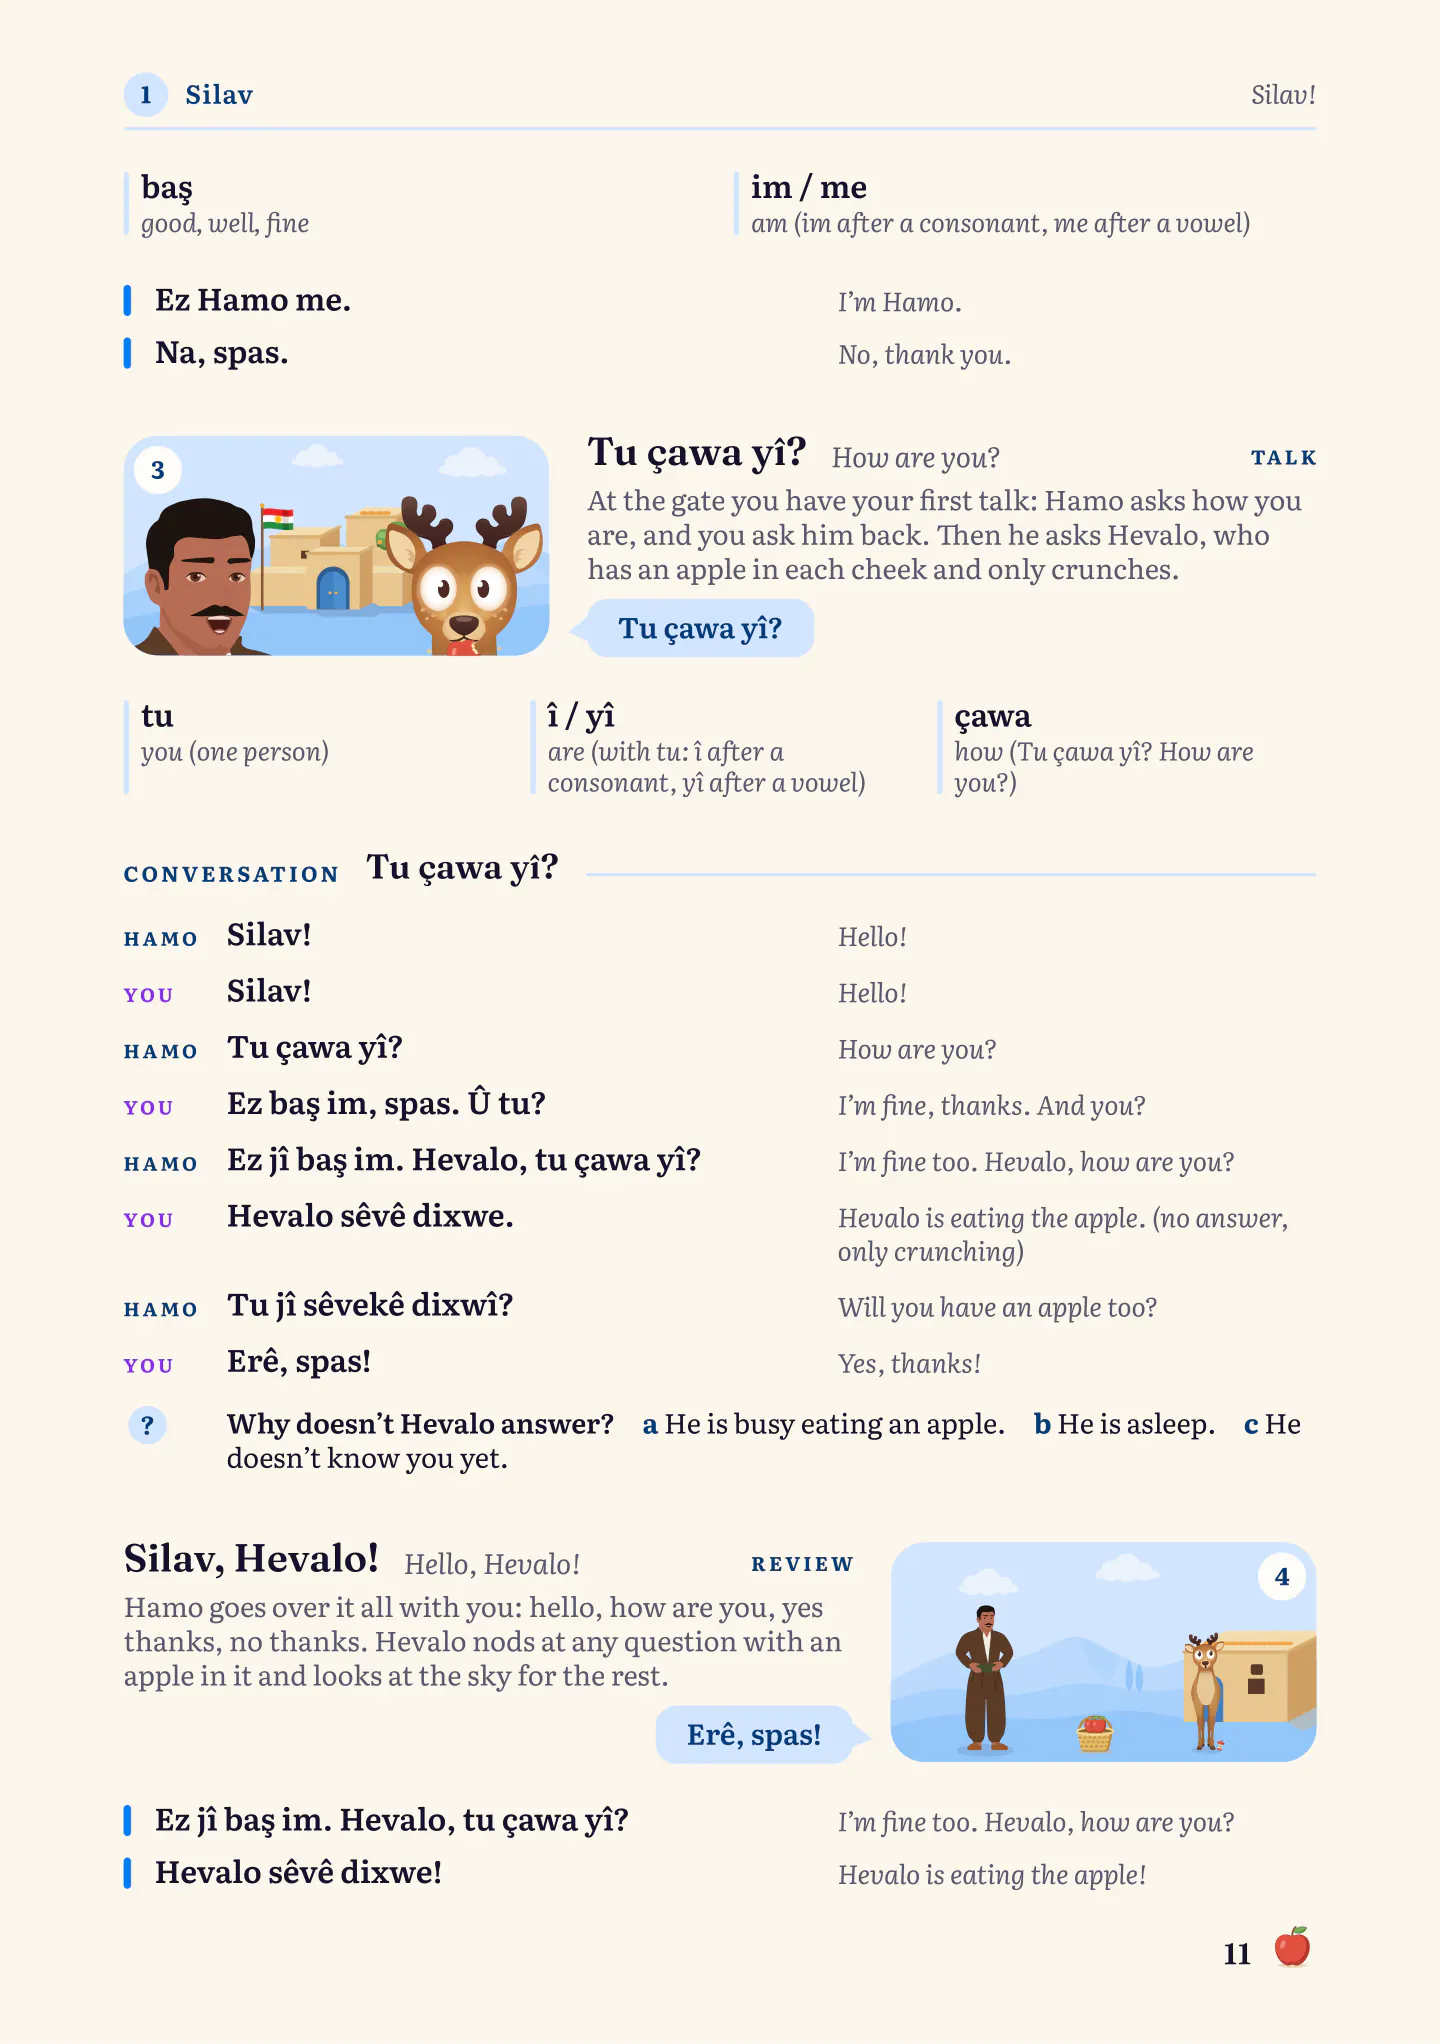 1 Silav Silav!
baş
good, well, fine
im / me
am (im after a consonant, me after a vowel)
Ez Hamo me. I’m Hamo.
Na, spas. No, thank you.
3
Tu çawa yî? How are you? TALK
At the gate you have your first talk: Hamo asks how you
are, and you ask him back. Then he asks Hevalo, who
has an apple in each cheek and only crunches.
Tu çawa yî?
tu
you (one person)
î / yî
are (with tu: î after a
consonant, yî after a vowel)
çawa
how (Tu çawa yî? How are
you?)
CONVERSATION Tu çawa yî?
HAMO Silav! Hello!
YOU Silav! Hello!
HAMO Tu çawa yî? How are you?
YOU Ez baş im, spas. Û tu? I’m fine, thanks. And you?
HAMO Ez jî baş im. Hevalo, tu çawa yî? I’m fine too. Hevalo, how are you?
YOU Hevalo sêvê dixwe. Hevalo is eating the apple. (no answer,
only crunching)
HAMO Tu jî sêvekê dixwî? Will you have an apple too?
YOU Erê, spas! Yes, thanks!
? Why doesn’t Hevalo answer? a He is busy eating an apple. b He is asleep. c He
doesn’t know you yet.
Silav, Hevalo! Hello, Hevalo! REVIEW
Hamo goes over it all with you: hello, how are you, yes
thanks, no thanks. Hevalo nods at any question with an
apple in it and looks at the sky for the rest.
Erê, spas!
4
Ez jî baş im. Hevalo, tu çawa yî? I’m fine too. Hevalo, how are you?
Hevalo sêvê dixwe! Hevalo is eating the apple!
11